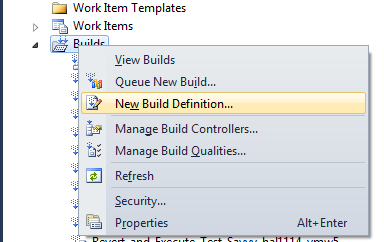 Work Item Templates
Work Items
Builds
View Builds
Queue New Build...
New Build Definition...
Manage Build Controllers...
Manage Build Qualities...
Refresh
Security...
Properties Alt+Enter